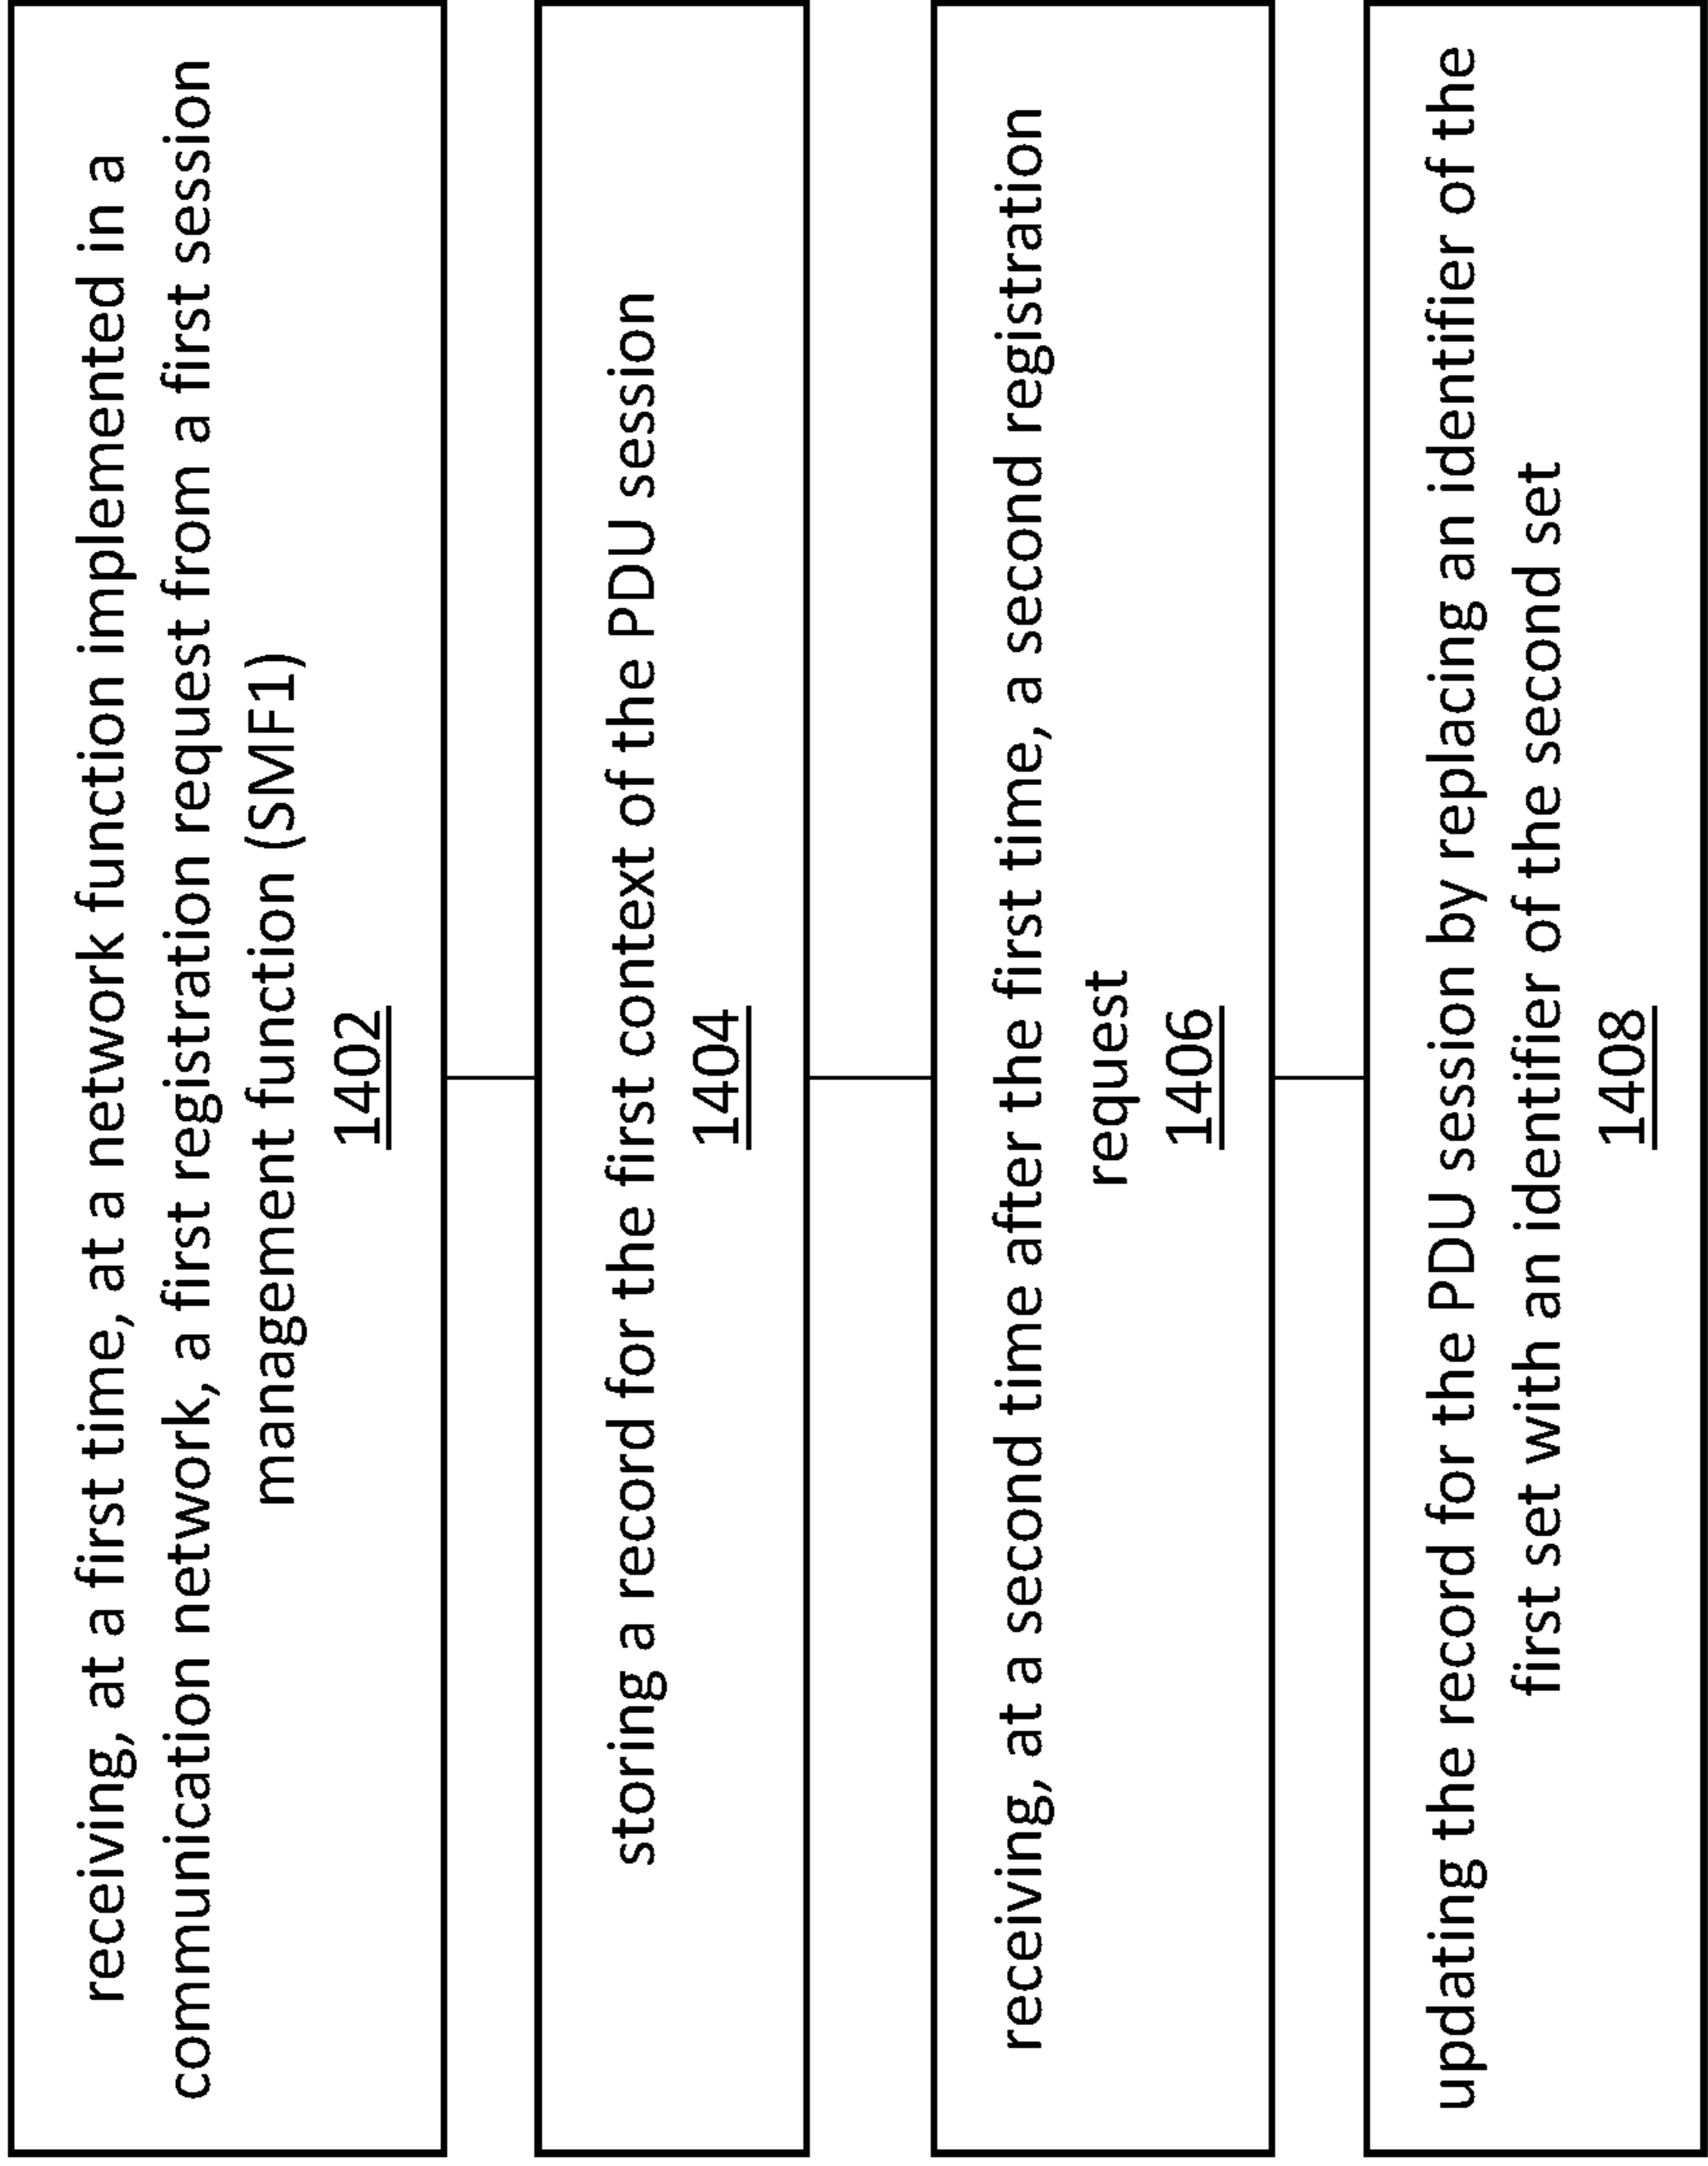 receiving, at a first time, at a network function implemented in a
communication network, a first registration request from a first session
management function (SMF1)
1402
storing a record for the first context of the PDU session
1404
receiving, at a second time after the first time, a second registration
request
1406
updating the record for the PDU session by replacing an identifier of the
first set with an identifier of the second set
1408